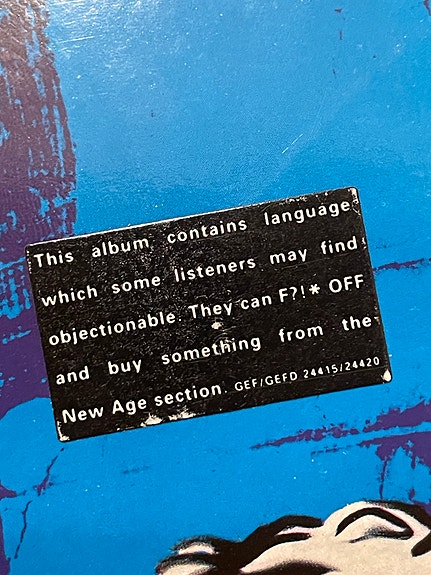 This album contains language
which some listeners may find
objectionable. They can F?!* OFF
and buy something from the
New Age section. GEF/GEFD 24415/24420